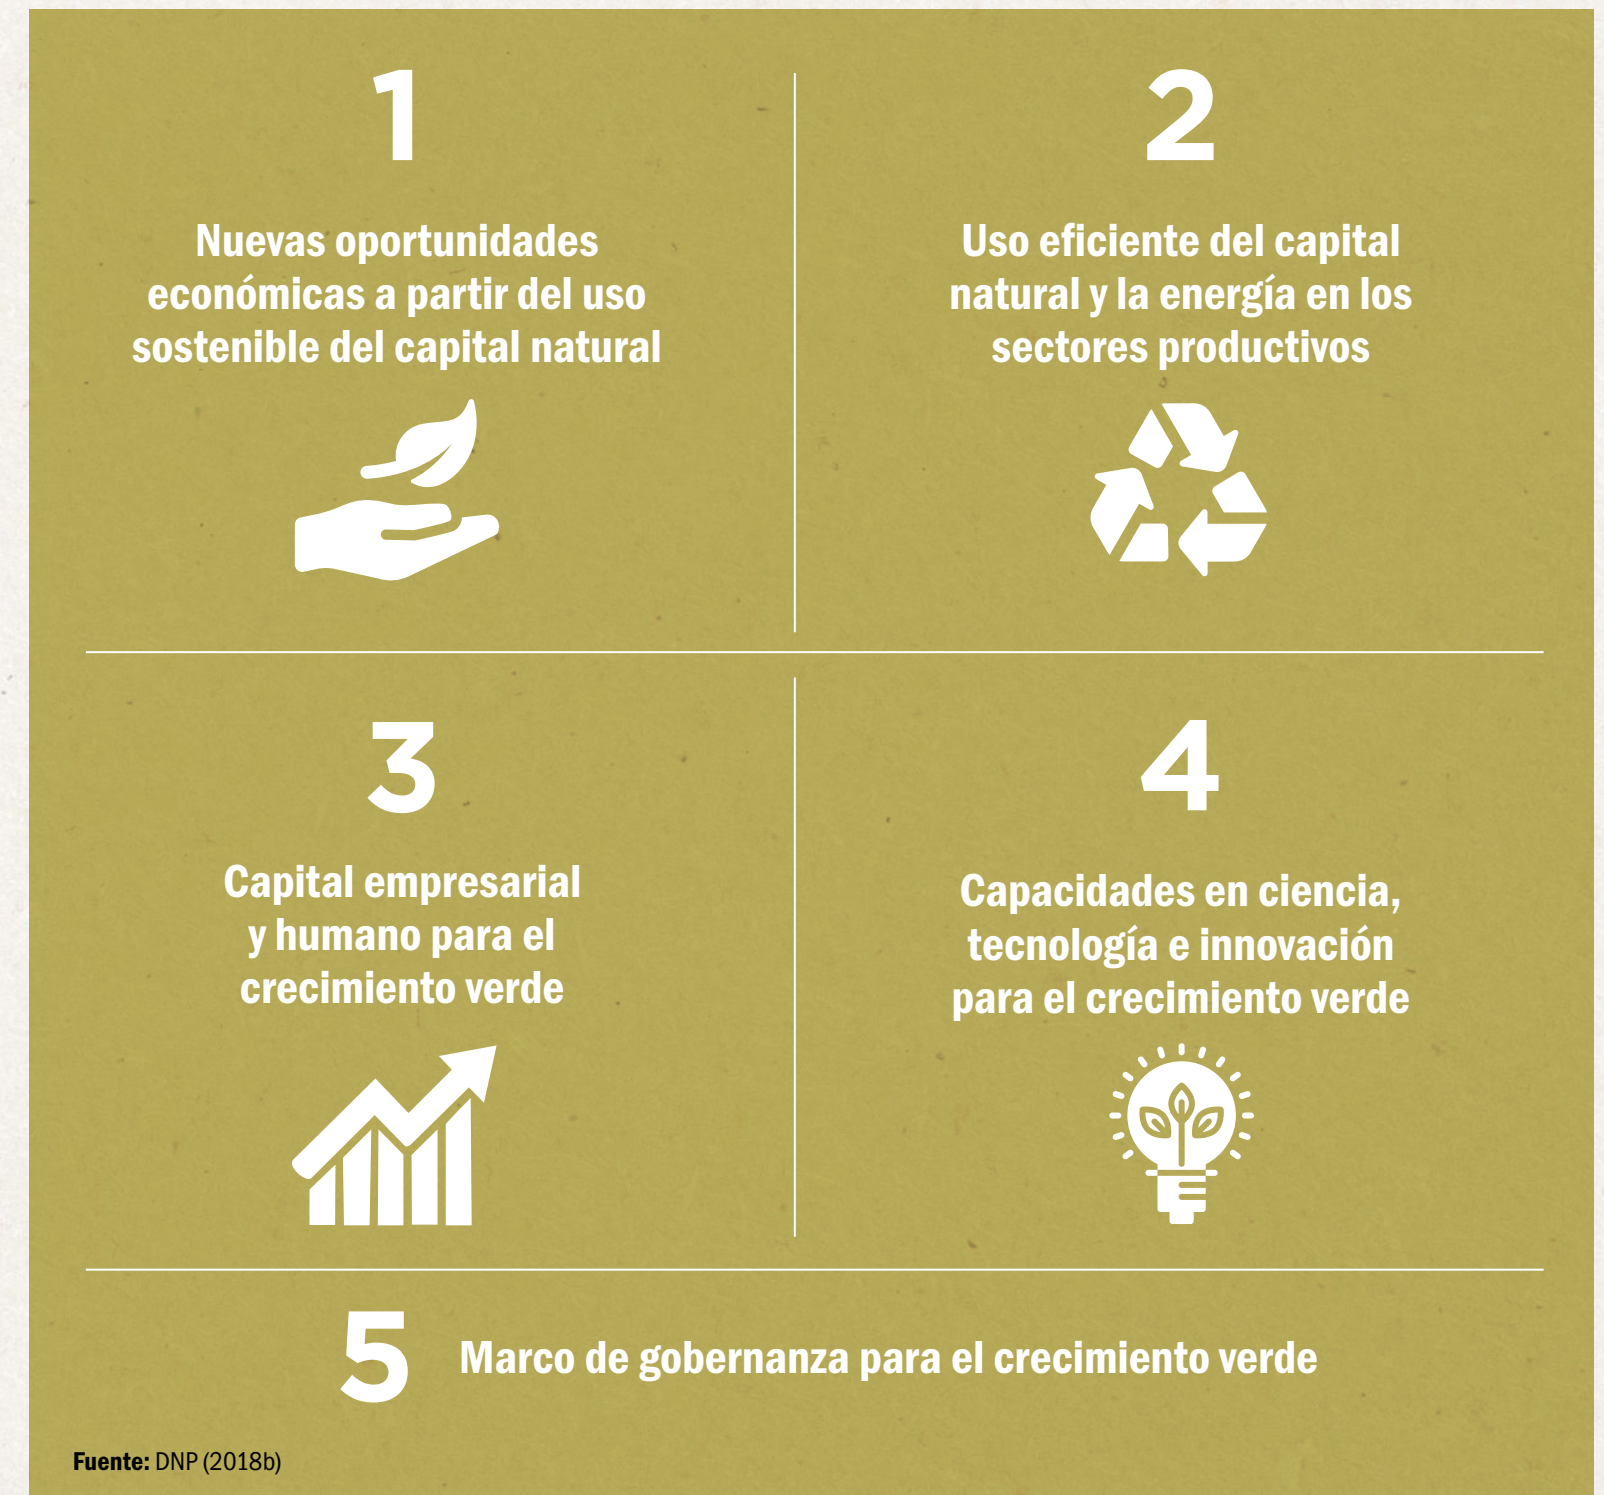 1
Nuevas oportunidades
económicas a partir del uso
sostenible del capital natural
2
Uso eficiente del capital
natural y la energía en los
sectores productivos
3
Capital empresarial
y humano para el
crecimiento verde
4
Capacidades en ciencia,
tecnología e innovación
para el crecimiento verde
5 Marco de gobernanza para el crecimiento verde
Fuente: DNP (2018b)